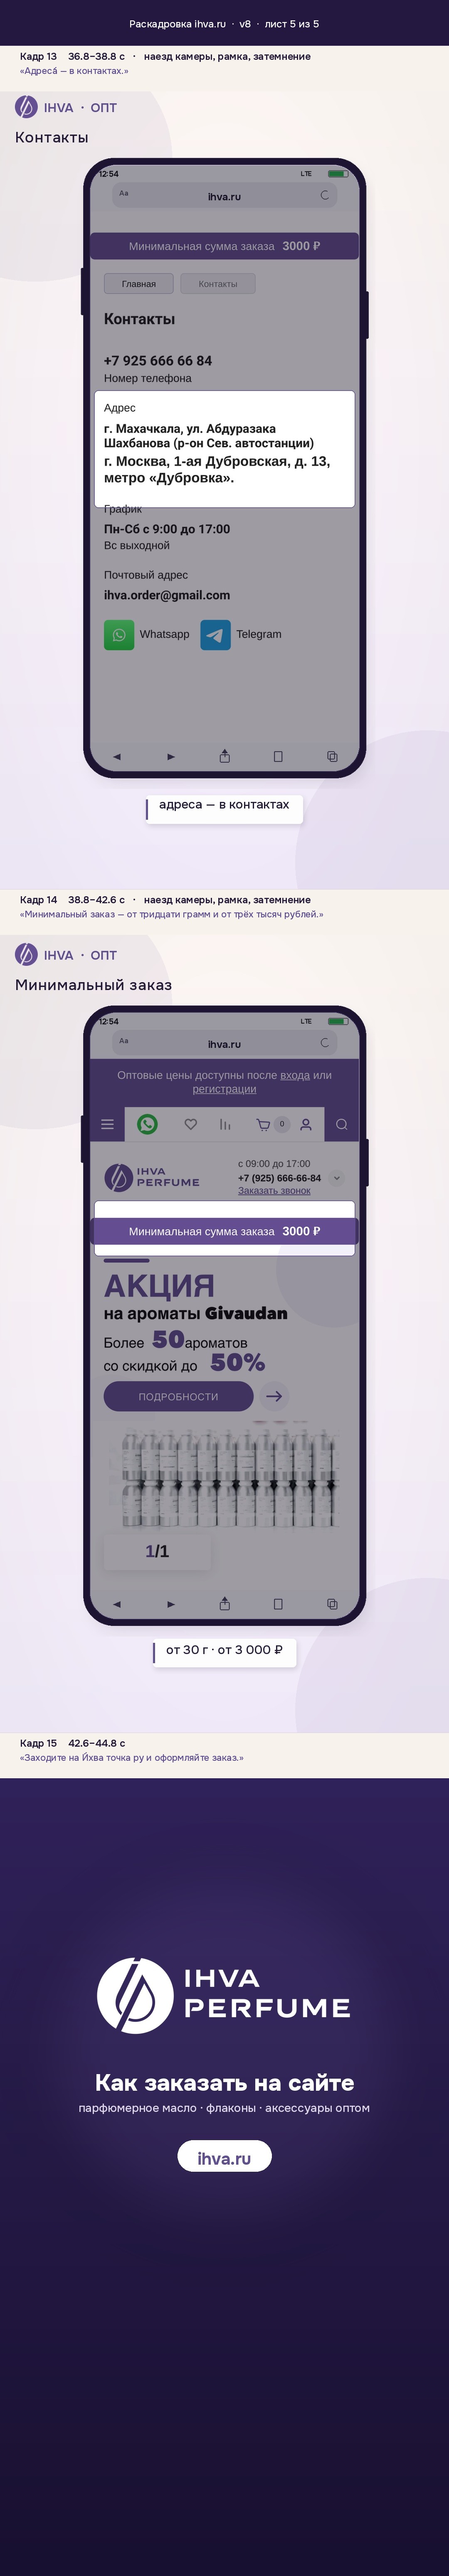 Раскадровка ihva.ru · v8 · лист 5 из 5
Кадр 13 36.8–38.8 с · наезд камеры, рамка, затемнение
«Адреса́ — в контактах.»
IHVA · ОПТ
Контакты
12:54 LTE
Aa ihva.ru
Минимальная сумма заказа 3000 ₽
Главная Контакты
Контакты
+7 925 666 66 84
Номер телефона
Адрес
г. Махачкала, ул. Абдуразака
Шахбанова (р-он Сев. автостанции)
г. Москва, 1-ая Дубровская, д. 13,
метро «Дубровка».
График
Пн-Сб с 9:00 до 17:00
Вс выходной
Почтовый адрес
ihva.order@gmail.com
Whatsapp Telegram
адреса — в контактах
Кадр 14 38.8–42.6 с · наезд камеры, рамка, затемнение
«Минимальный заказ — от тридцати грамм и от трёх тысяч рублей.»
IHVA · ОПТ
Минимальный заказ
12:54 LTE
Aa ihva.ru
Оптовые цены доступны после входа или
регистрации
0
IHVA PERFUME
с 09:00 до 17:00
+7 (925) 666-66-84
Заказать звонок
Минимальная сумма заказа 3000 ₽
АКЦИЯ
на ароматы Givaudan
Более 50ароматов
со скидкой до 50%
ПОДРОБНОСТИ
1/1
от 30 г · от 3 000 ₽
Кадр 15 42.6–44.8 с
«Заходите на И́хва точка ру и оформляйте заказ.»
IHVA
PERFUME
Как заказать на сайте
парфюмерное масло · флаконы · аксессуары оптом
ihva.ru